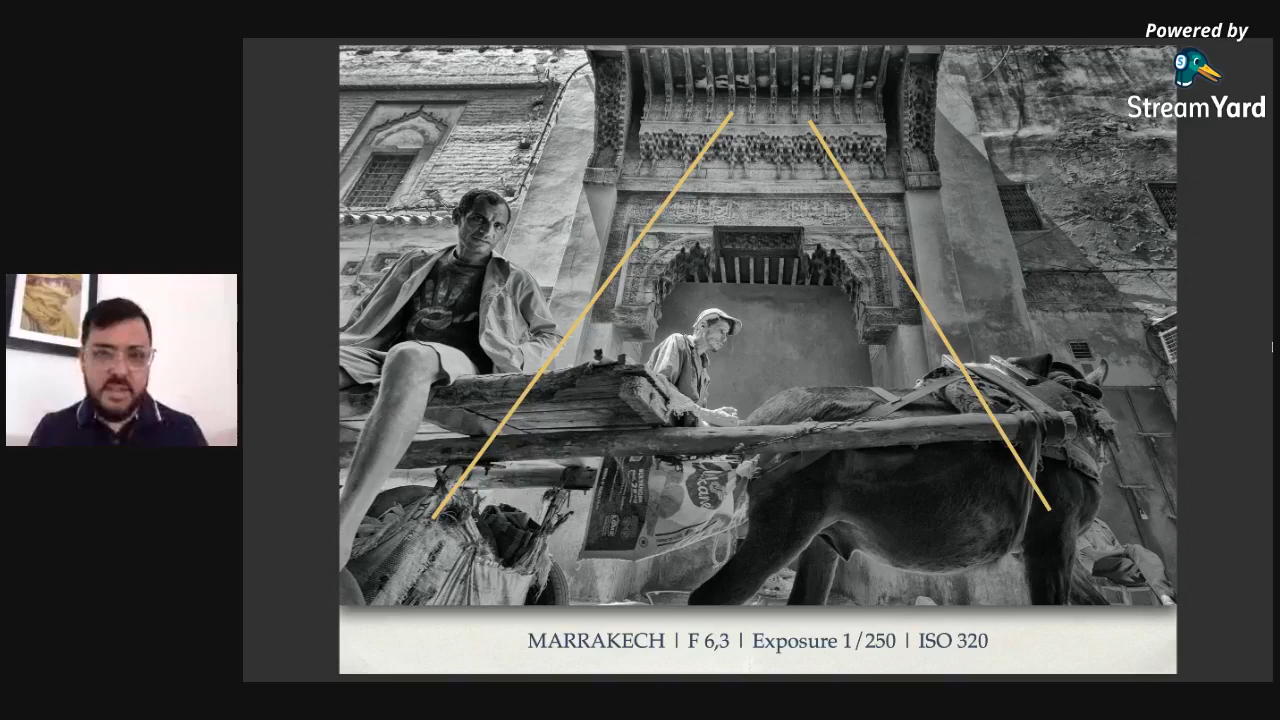 Powered by
StreamYard
MARRAKECH | F 6,3 | Exposure 1/250 | ISO 320